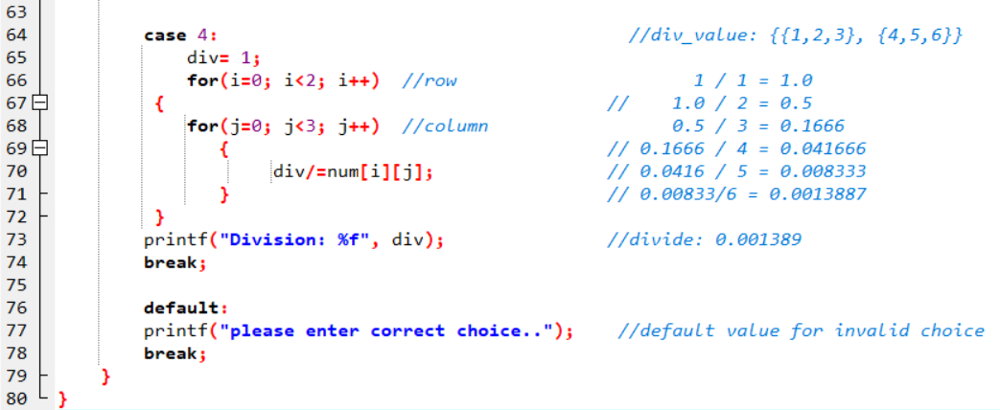 63
64 case 4: //div_value: {{1,2,3}, {4,5,6}}
65 div= 1;
66 for(i=0; i<2; i++) //row 1 / 1 = 1.0
67 { // 1.0 / 2 = 0.5
68 for(j=0; j<3; j++) //column 0.5 / 3 = 0.1666
69 { // 0.1666 / 4 = 0.041666
70 div/=num[i][j]; // 0.0416 / 5 = 0.008333
71 } // 0.00833/6 = 0.0013887
72 }
73 printf("Division: %f", div); //divide: 0.001389
74 break;
75
76 default:
77 printf("please enter correct choice.."); //default value for invalid choice
78 break;
79 }
80 }